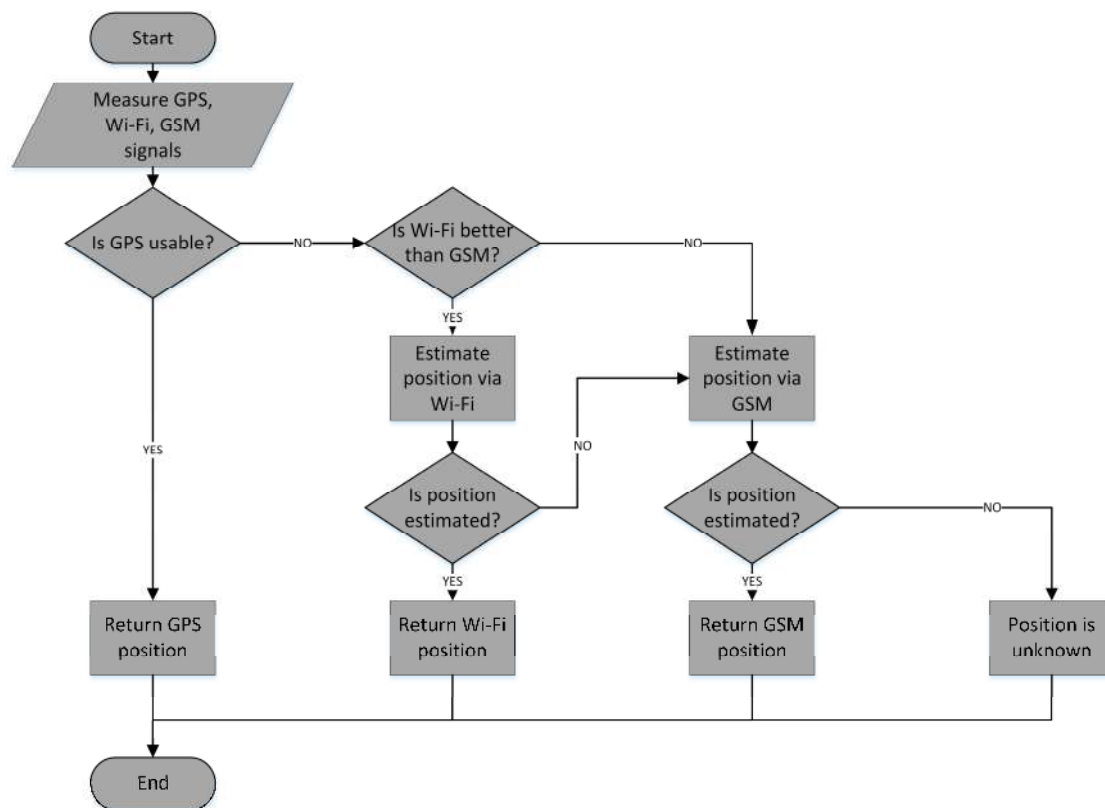 Start
Measure GPS,
Wi-Fi, GSM
signals
Is GPS usable?
NO
Is Wi-Fi better
than GSM?
NO
YES
Estimate
position via
Wi-Fi
Estimate
position via
GSM
YES
NO
Is position
estimated?
Is position
estimated?
NO
YES
YES
Return GPS
position
Return Wi-Fi
position
Return GSM
position
Position is
unknown
End